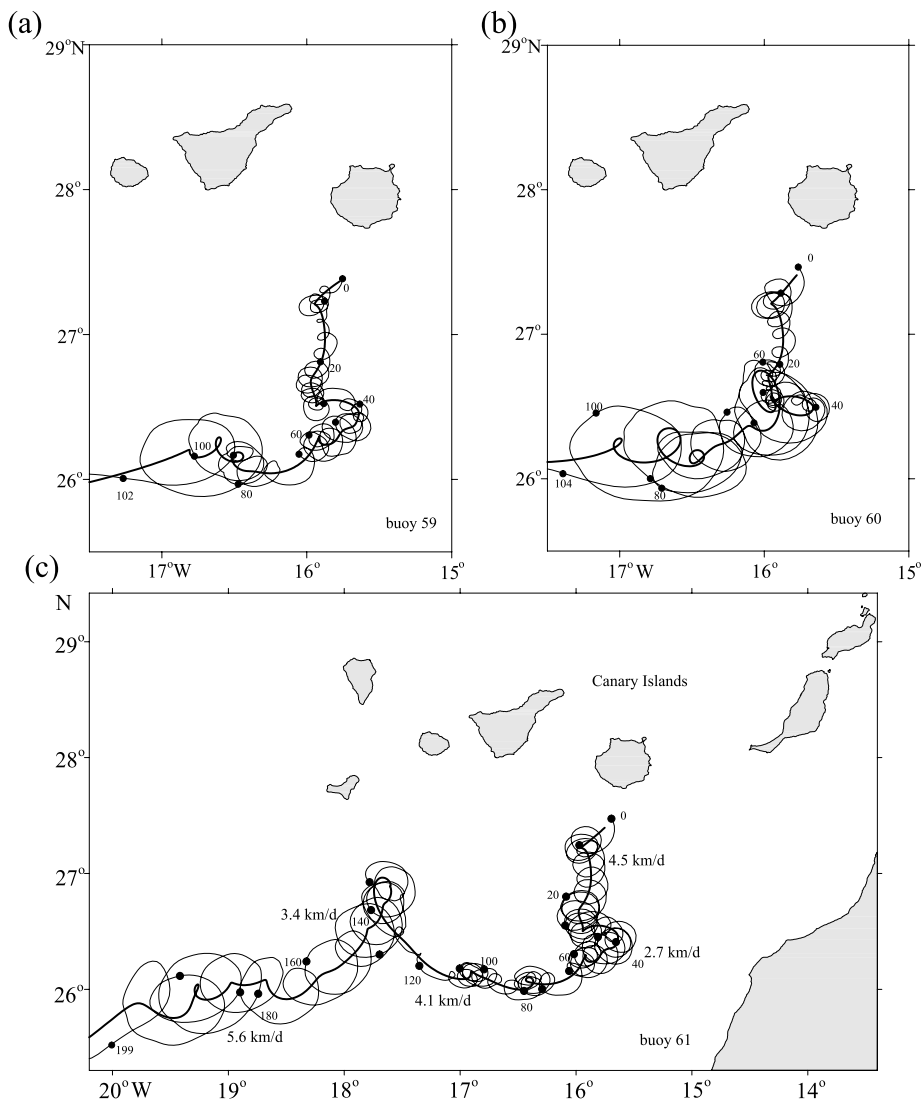 (a)
29°N
28°
27°
26°
17°W
16°
15°
0
20
40
60
80
100
102
buoy 59
(b)
29°N
28°
27°
26°
17°W
16°
15°
0
20
40
60
80
100
104
buoy 60
(c)
N
29°
28°
27°
26°
Canary Islands
0
4.5 km/d
20
2.7 km/d
40
60
80
100
4.1 km/d
120
3.4 km/d
140
160
180
5.6 km/d
199
buoy 61
20°W
19°
18°
17°
16°
15°
14°